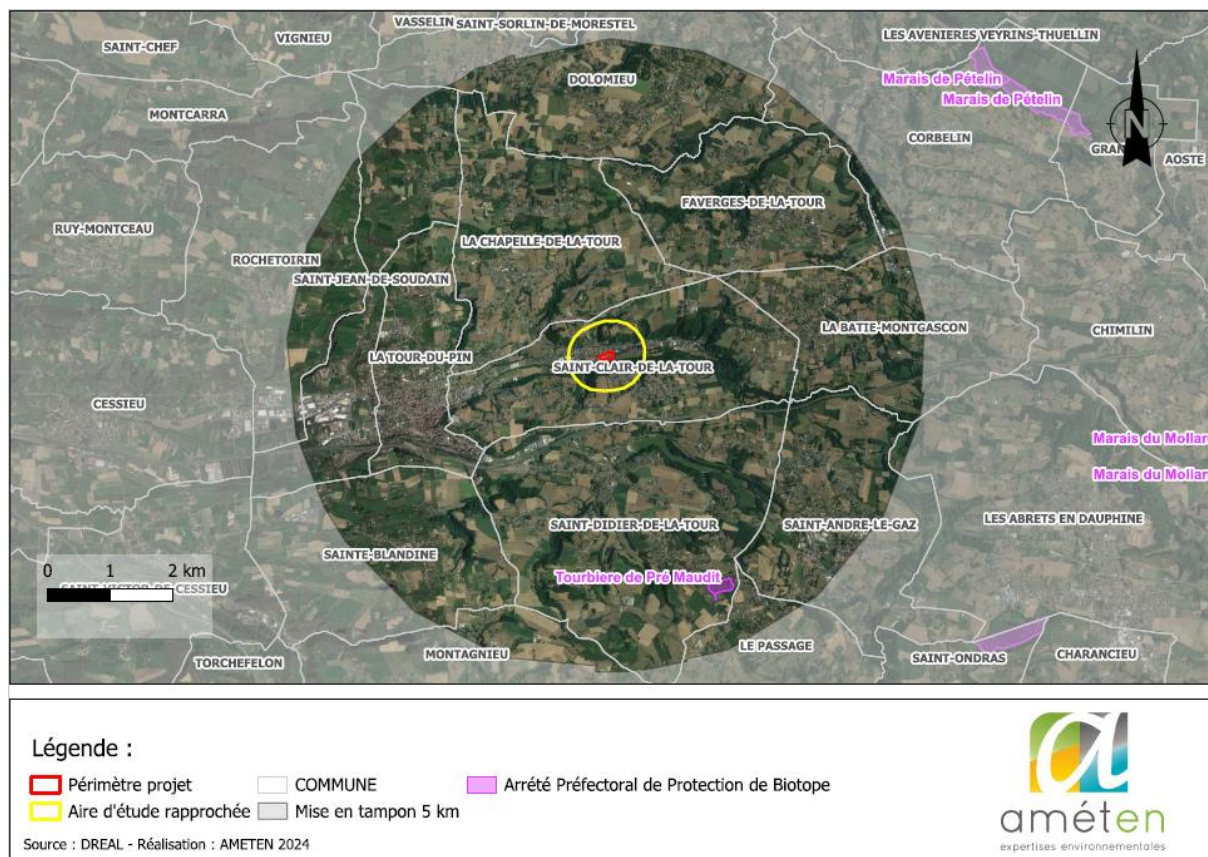 VASSELIN
SAINT-SORLIN-DE-MORESTEL
VIGNIEU
SAINT-CHEF
LES AVENIERES VEYRINS-THUELLIN
DOLOMIEU
Marais de Pételin
Marais de Pételin
MONTCARRA
CORBELIN
N
GRAN
AOSTE
FAVERGES-DE-LA-TOUR
RUY-MONTCEAU
LA CHAPELLE-DE-LA-TOUR
ROCHETOIRIN
SAINT-JEAN-DE-SOUDAIN
LA BATIE-MONTGASCON
CHIMILIN
LA TOUR-DU-PIN
SAINT-CLAIR-DE-LA-TOUR
CESSIEU
Marais du Mollar
Marais du Mollar
LES ABRETS EN DAUPHINE
SAINT-DIDIER-DE-LA-TOUR
SAINT-ANDRE-LE-GAZ
SAINTE-BLANDINE
Tourbiere de Pré Maudit
0 1 2 km
SAINT-VICTOR-DE-CESSIEU
LE PASSAGE
MONTAGNIEU
TORCHEFELON
SAINT-ONDRAS
CHARANCIEU
Légende :
Périmètre projet
COMMUNE
Arrêté Préfectoral de Protection de Biotope
Aire d'étude rapprochée
Mise en tampon 5 km
Source : DREAL - Réalisation : AMETEN 2024
a
améten
expertises environnementales